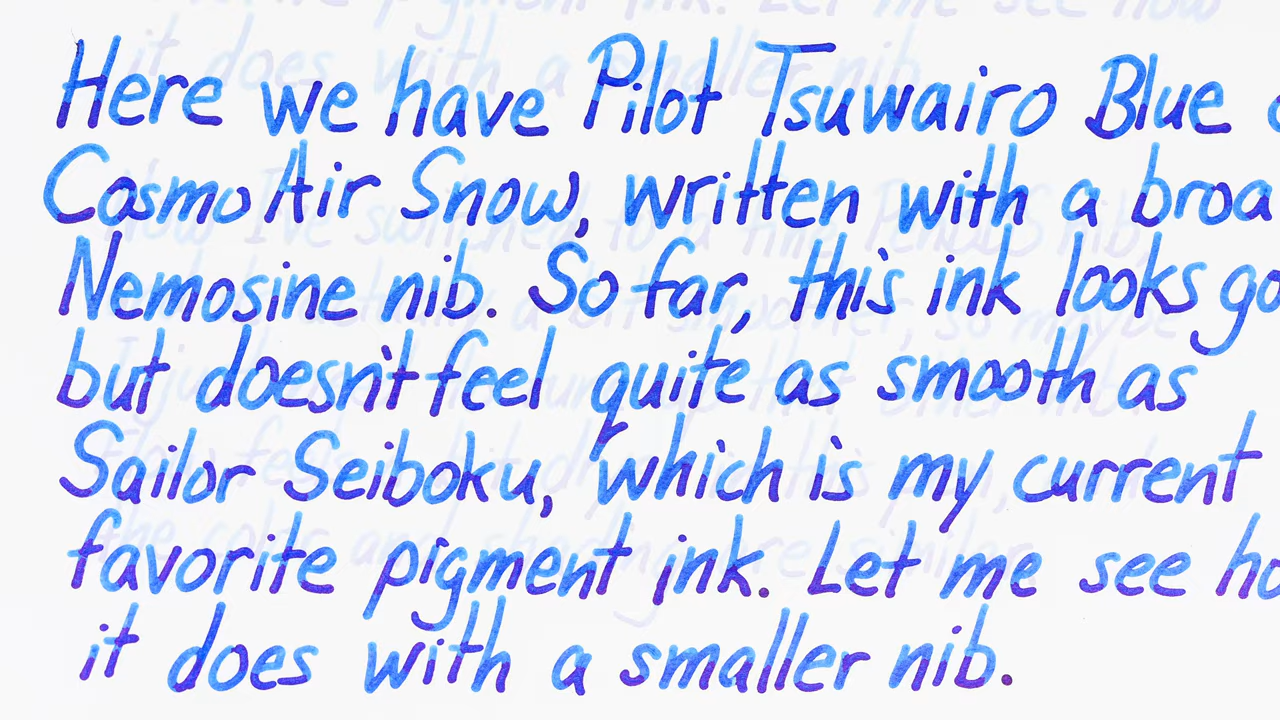 Here we have Pilot Tsuwairo Blue
Cosmo Air Snow, written with a broa
Nemosine nib. So far, this ink looks go
but doesn't feel quite as smooth as
Sailor Seiboku, which is my current
favorite pigment ink. Let me see ho
it does with a smaller nib.